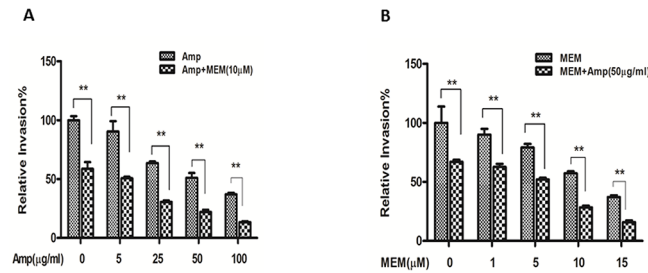 A
Amp
Amp+MEM(10μM)
Relative Invasion%
150
100
50
0
**
**
**
**
**
Amp(μg/ml)
0 5 25 50 100
B
MEM
MEM+Amp(50μg/ml)
Relative Invasion%
150
100
50
0
**
**
**
**
**
MEM(μM)
0 1 5 10 15